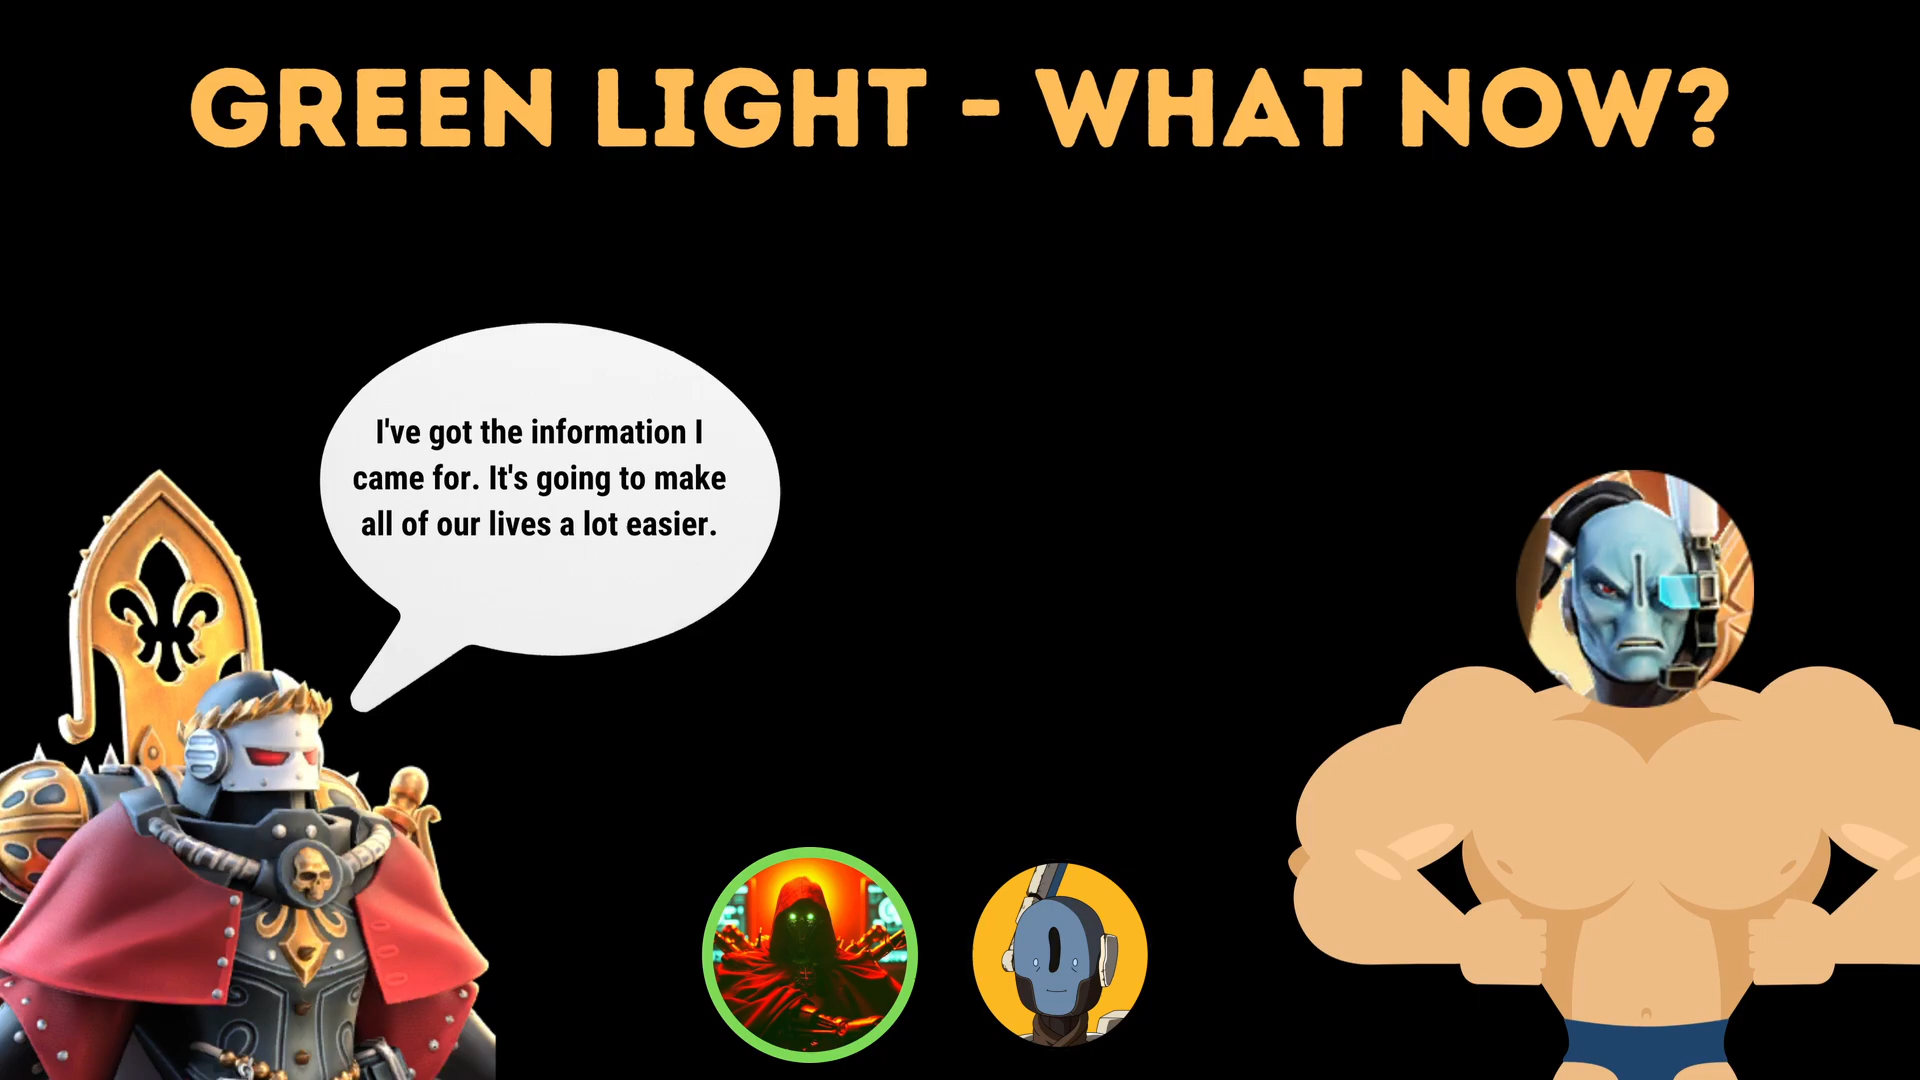 GREEN LIGHT - WHAT NOW?
I've got the information I
came for. It's going to make
all of our lives a lot easier.